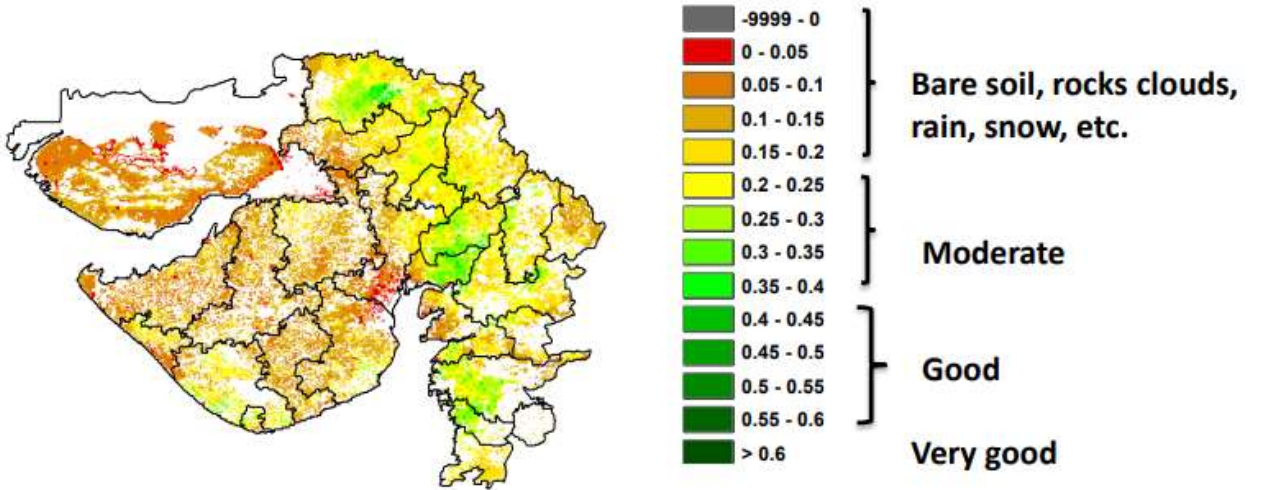 -9999 - 0
0 - 0.05
0.05 - 0.1
0.1 - 0.15
0.15 - 0.2
0.2 - 0.25
0.25 - 0.3
0.3 - 0.35
0.35 - 0.4
0.4 - 0.45
0.45 - 0.5
0.5 - 0.55
0.55 - 0.6
> 0.6
Bare soil, rocks clouds,
rain, snow, etc.
Moderate
Good
Very good